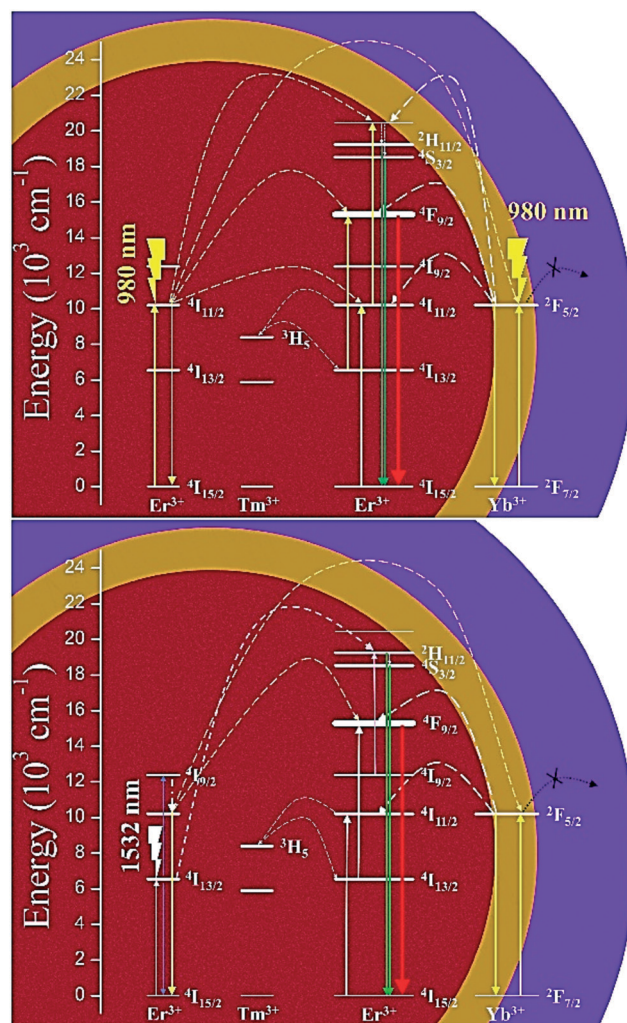 Energy (10³ cm⁻¹)
24
22
20
18
16
14
12
10
8
6
4
2
0
980 nm
⁴I₁₁/₂
⁴I₁₃/₂
⁴I₁₅/₂
Er³⁺
³H₅
Tm³⁺
²H₁₁/₂
⁴S₃/₂
⁴F₉/₂
⁴I₉/₂
⁴I₁₁/₂
⁴I₁₃/₂
⁴I₁₅/₂
Er³⁺
980 nm
²F₅/₂
²F₇/₂
Yb³⁺
Energy (10³ cm⁻¹)
24
22
20
18
16
14
12
10
8
6
4
2
0
1532 nm
⁴I₉/₂
⁴I₁₃/₂
⁴I₁₅/₂
Er³⁺
³H₅
Tm³⁺
²H₁₁/₂
⁴S₃/₂
⁴F₉/₂
⁴I₉/₂
⁴I₁₁/₂
⁴I₁₃/₂
⁴I₁₅/₂
Er³⁺
²F₅/₂
²F₇/₂
Yb³⁺